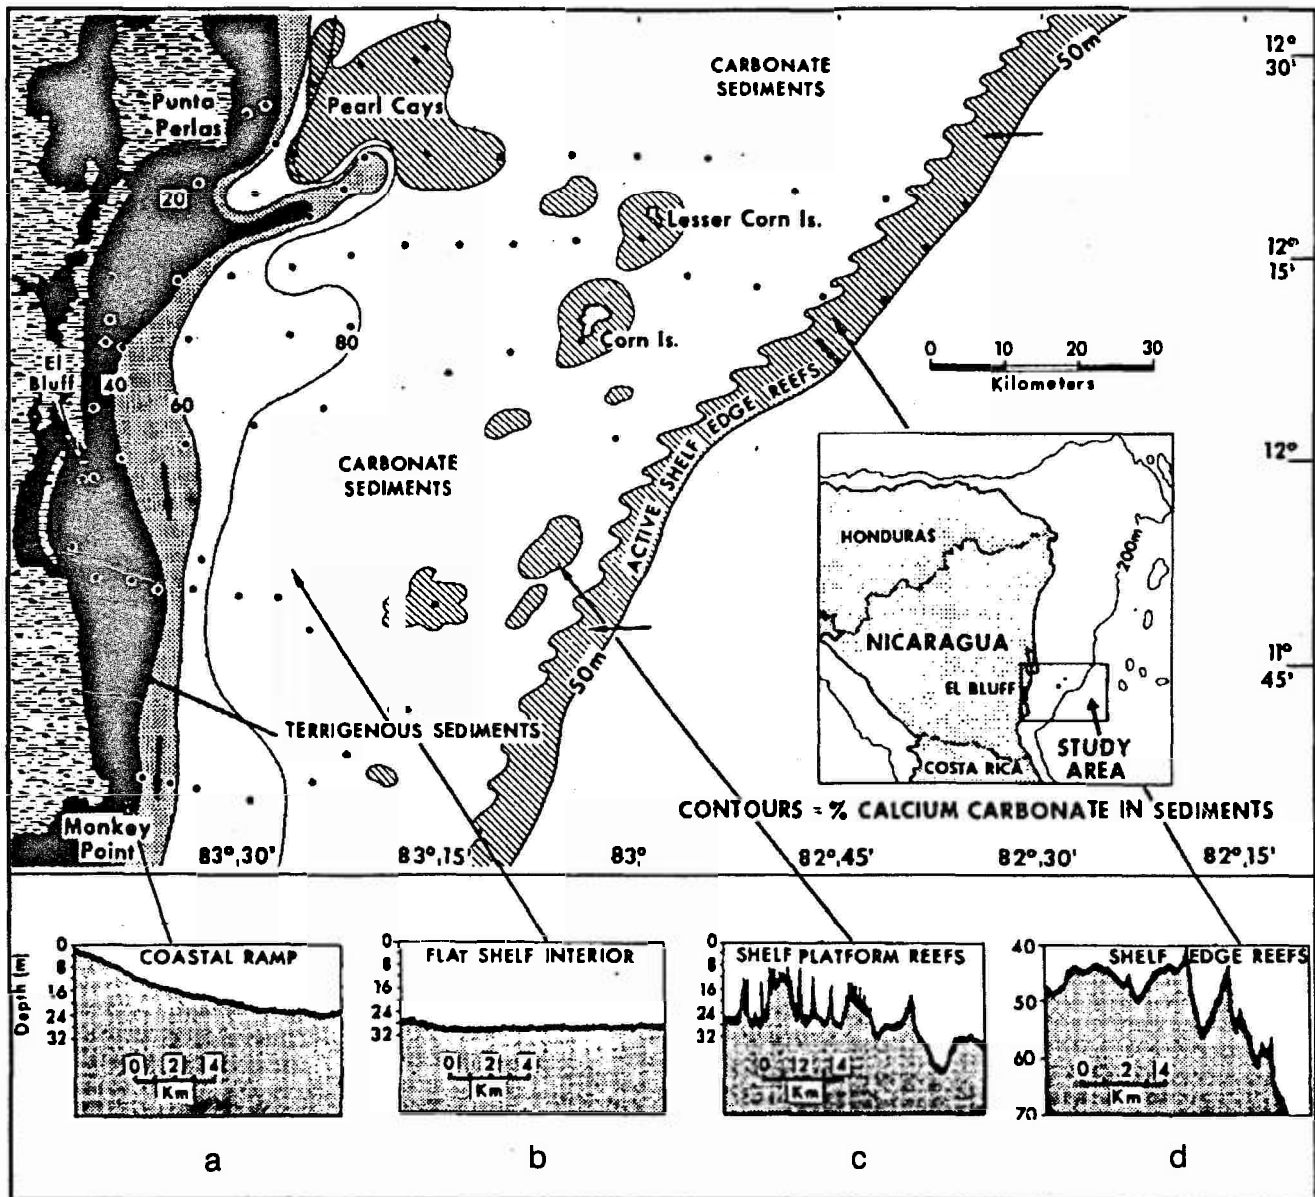 CARBONATE
SEDIMENTS
50m
12°
30'
Punta
Perlas
Pearl Cays
20
Lesser Corn Is.
12°
15'
Corn Is.
80
0 10 20 30
Kilometers
El
Bluff
40
60
ACTIVE SHELF EDGE REEFS
CARBONATE
SEDIMENTS
12°
HONDURAS
200m
NICARAGUA
EL BLUFF
STUDY
AREA
COSTA RICA
11°
45'
50m
TERRIGENOUS SEDIMENTS
CONTOURS = % CALCIUM CARBONATE IN SEDIMENTS
Monkey
Point
83°,30'
83°,15'
83°,
82°,45'
82°,30'
82°,15'
COASTAL RAMP
Depth (m)
0
8
16
24
32
0 2 4
Km
a
FLAT SHELF INTERIOR
0
8
16
24
32
0 2 4
Km
b
SHELF PLATFORM REEFS
0
8
16
24
32
0 2 4
Km
c
SHELF EDGE REEFS
40
50
60
70
0 2 4
Km
d